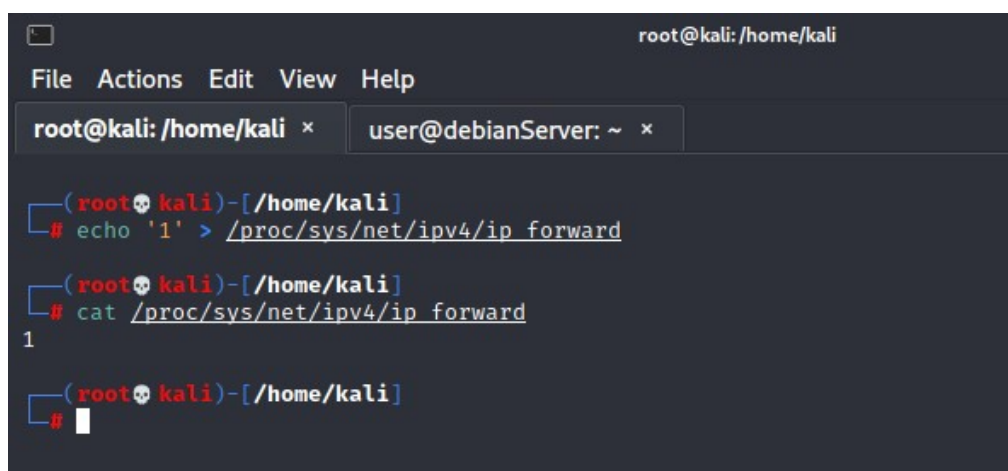 root@kali: /home/kali
File Actions Edit View Help
root@kali: /home/kali × user@debianServer: ~ ×
┌──(root💀kali)-[/home/kali]
└─# echo '1' > /proc/sys/net/ipv4/ip_forward
┌──(root💀kali)-[/home/kali]
└─# cat /proc/sys/net/ipv4/ip_forward
1
┌──(root💀kali)-[/home/kali]
└─#